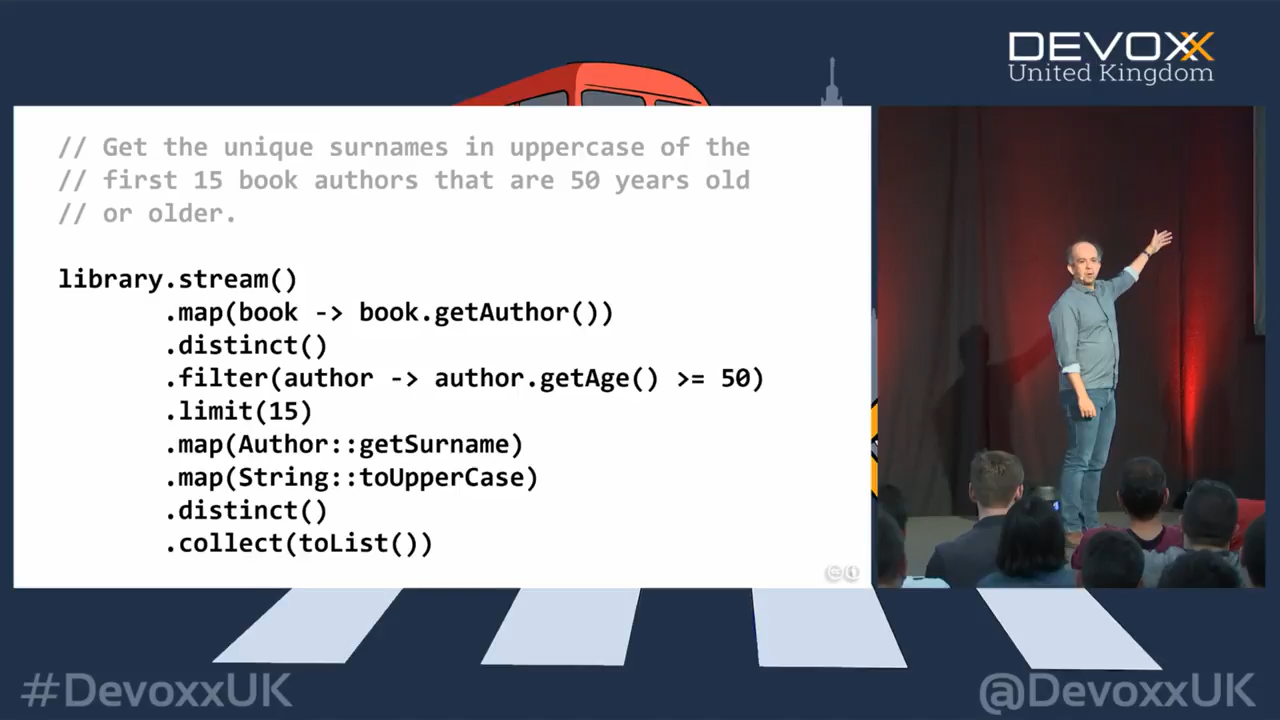 DEVOXX
United Kingdom
// Get the unique surnames in uppercase of the
// first 15 book authors that are 50 years old
// or older.
library.stream()
.map(book -> book.getAuthor())
.distinct()
.filter(author -> author.getAge() >= 50)
.limit(15)
.map(Author::getSurname)
.map(String::toUpperCase)
.distinct()
.collect(toList())
#DevoxxUK
@DevoxxUK